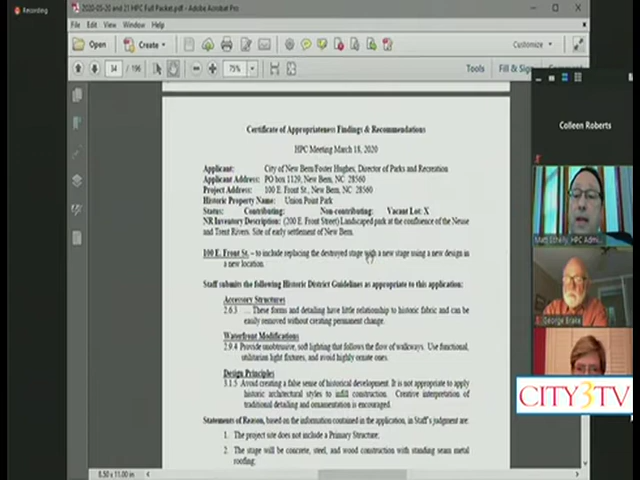 Recording
2020-05-20 and 21 HPC Full Packet.pdf - Adobe Acrobat Pro
File Edit View Window Help
Open Create Customize
34 / 196 75% Tools Fill & Sign
Certificate of Appropriateness Findings & Recommendations
HPC Meeting March 18, 2020
Applicant: City of New Bern/Foster Hughes, Director of Parks and Recreation
Applicant Address: PO box 1129, New Bern, NC 28560
Project Address: 100 E. Front St., New Bern, NC 28560
Historic Property Name: Union Point Park
Status: Contributing: Non-contributing: Vacant Lot: X
NR Inventory Description: (200 E. Front Street) Landscaped park at the confluence of the Neuse
and Trent Rivers. Site of early settlement of New Bern.
100 E. Front St. – to include replacing the destroyed stage with a new stage using a new design in
a new location.
Staff submits the following Historic District Guidelines as appropriate to this application:
Accessory Structures
2.6.3 ... These forms and detailing have little relationship to historic fabric and can be
easily removed without creating permanent change.
Waterfront Modifications
2.9.4 Provide unobtrusive, soft lighting that follows the flow of walkways. Use functional,
utilitarian light fixtures, and avoid highly ornate ones.
Design Principles
3.1.5 Avoid creating a false sense of historical development. It is not appropriate to apply
historic architectural styles to infill construction. Creative interpretation of
traditional detailing and ornamentation is encouraged.
Statements of Reason, based on the information contained in the application, in Staff's judgment are:
1. The project site does not include a Primary Structure;
2. The stage will be concrete, steel, and wood construction with standing seam metal
roofing.
8.50 x 11.00 in
Colleen Roberts
Matt Schelly, HPC Admi...
George Brake
CITY3TV